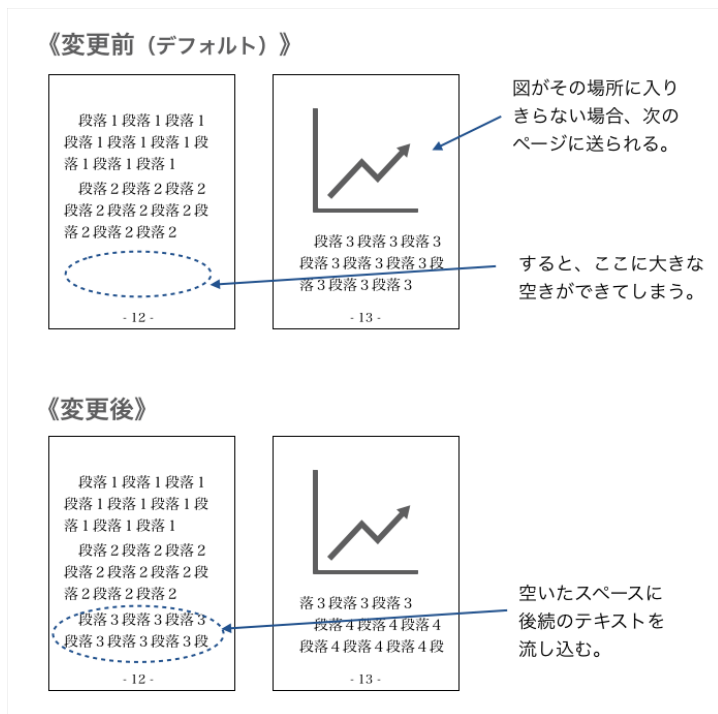 《変更前（デフォルト）》
段落１段落１段落１
段落１段落１段落１段
落１段落１段落１
段落２段落２段落２
段落２段落２段落２段
落２段落２段落２
- 12 -
段落３段落３段落３
段落３段落３段落３段
落３段落３段落３
- 13 -
図がその場所に入り
きらない場合、次の
ページに送られる。
すると、ここに大きな
空きができてしまう。
《変更後》
段落１段落１段落１
段落１段落１段落１段
落１段落１段落１
段落２段落２段落２
段落２段落２段落２段
落２段落２段落２
段落３段落３段落３
段落３段落３段落３段
- 12 -
落３段落３段落３
段落４段落４段落４
段落４段落４段落４段
- 13 -
空いたスペースに
後続のテキストを
流し込む。